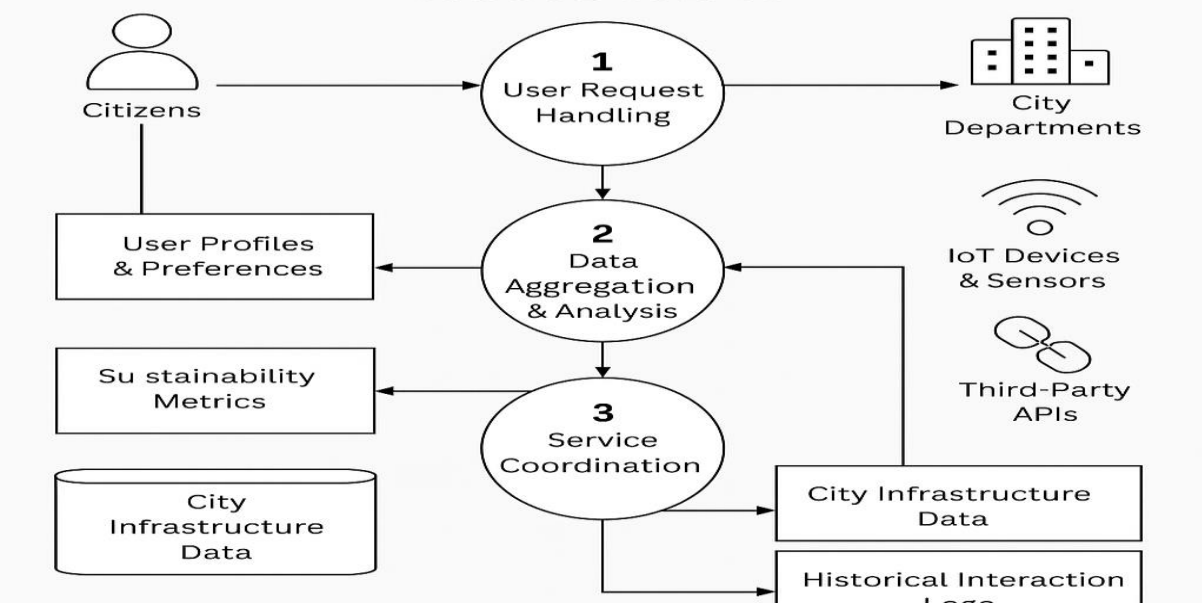 Citizens
1
User Request
Handling
City
Departments
User Profiles
& Preferences
2
Data
Aggregration
& Analysis
IoT Devices
& Sensors
Su stainability
Metrics
3
Service
Coordination
Third-Party
APIs
City
Infrastructure
Data
City Infrastructure
Data
Historical Interaction